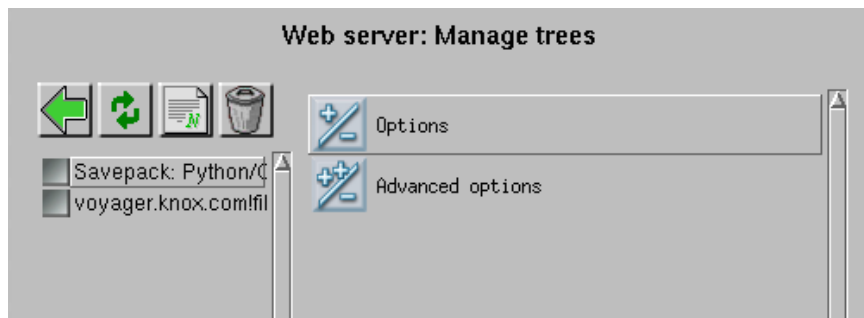 Web server: Manage trees
Options
Advanced options
Savepack: Python/
voyager.knox.com!fil